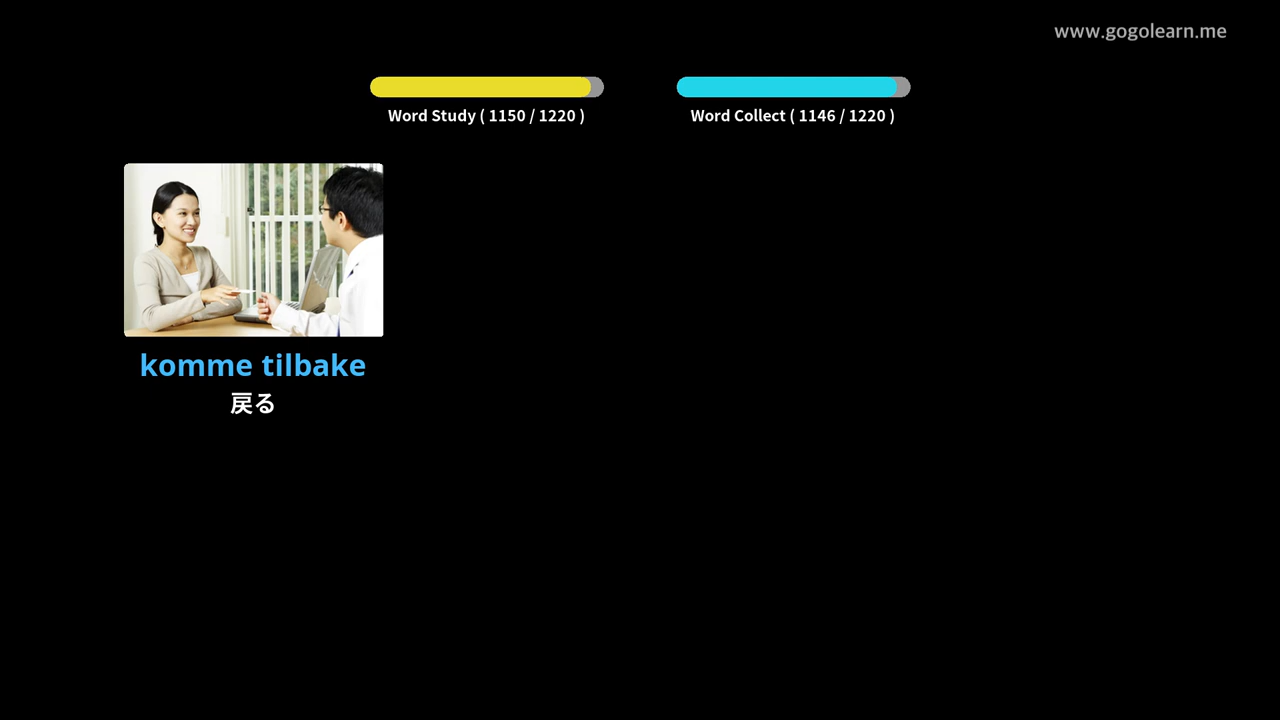 www.gogolearn.me
Word Study ( 1150 / 1220 )
Word Collect ( 1146 / 1220 )
komme tilbake
戻る